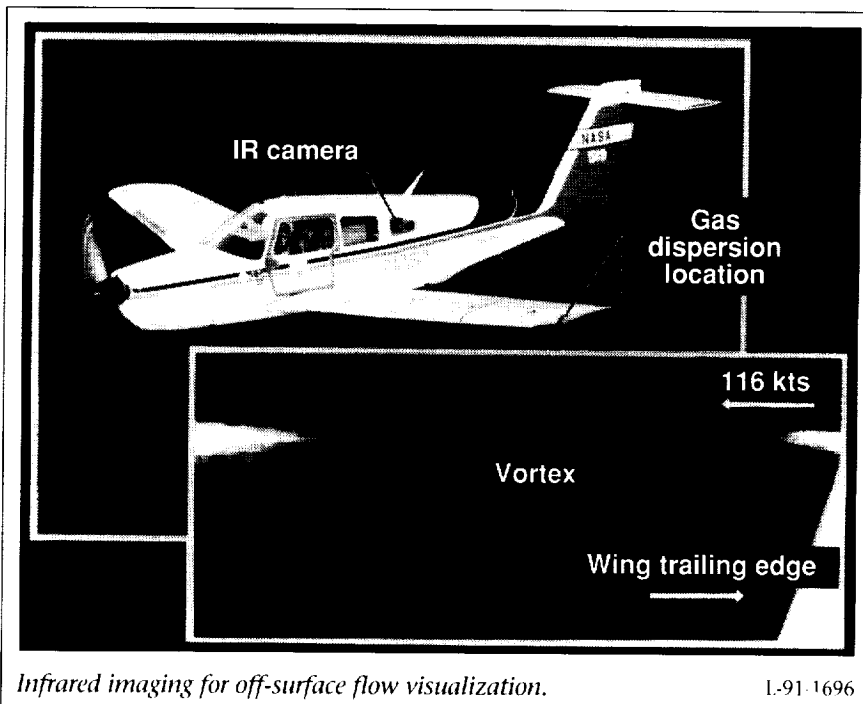 IR camera
NASA
Gas
dispersion
location
116 kts
Vortex
Wing trailing edge
Infrared imaging for off-surface flow visualization.
L-91-1696